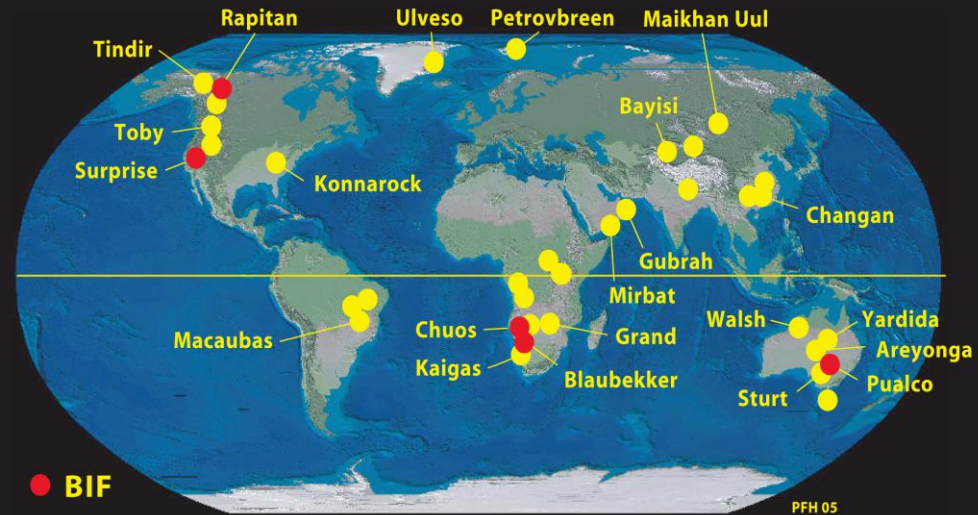 Rapitan
Ulveso
Petrovbreen
Maikhan Uul
Tindir
Bayisi
Toby
Surprise
Konnarock
Changan
Gubrah
Mirbat
Macaubas
Chuos
Grand
Walsh
Yardida
Kaigas
Areyonga
Blaubekker
Pualco
Sturt
BIF
PFH 05